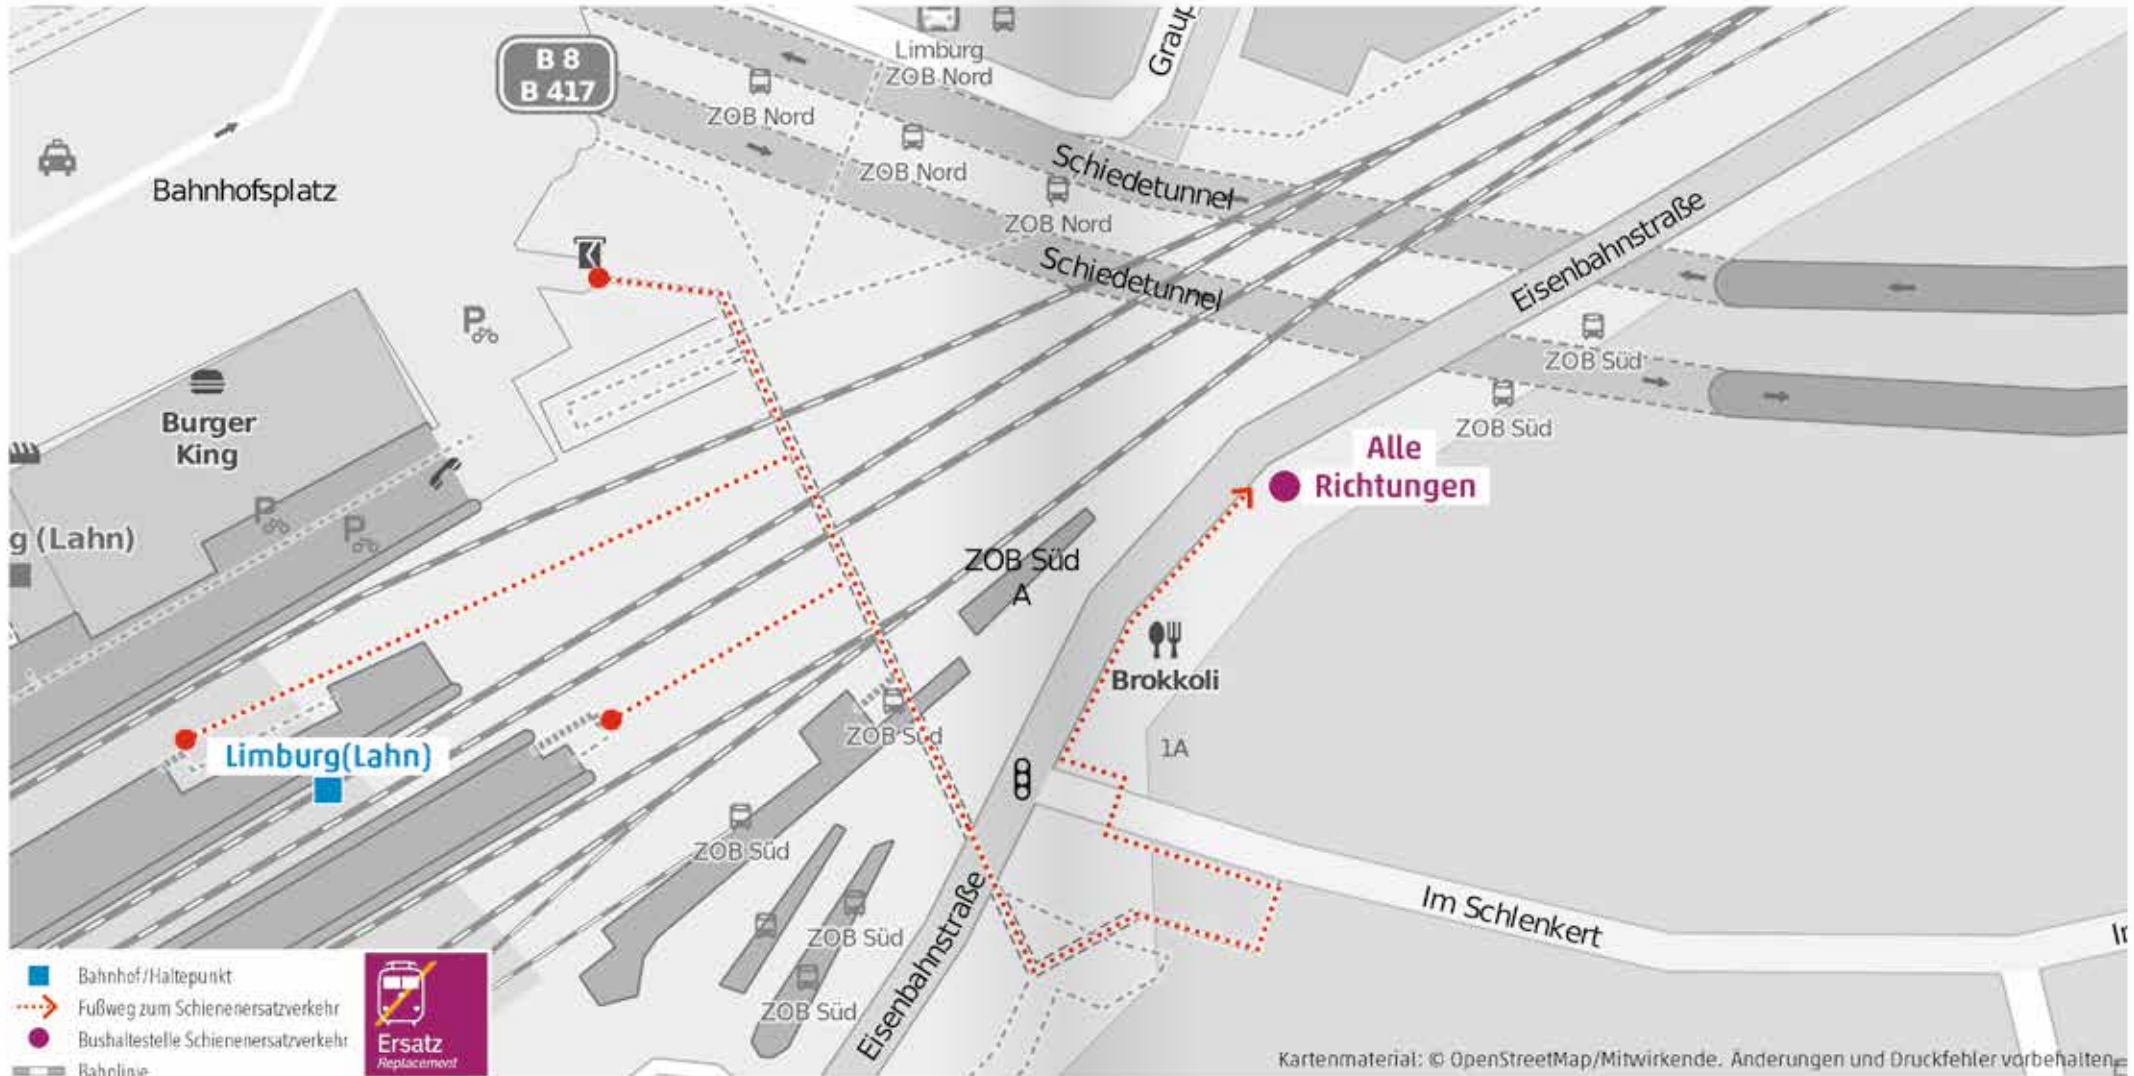 B 8
B 417
Limburg
ZOB Nord
Graup
ZOB Nord
ZOB Nord
ZOB Nord
Bahnhofsplatz
Schiedetunnel
Schiedetunnel
Eisenbahnstraße
ZOB Süd
ZOB Süd
P
Burger
King
P
P
g (Lahn)
Alle
Richtungen
ZOB Süd
A
Brokkoli
1A
Limburg(Lahn)
ZOB Süd
ZOB Süd
ZOB Süd
ZOB Süd
Eisenbahnstraße
Im Schlenkert
Bahnhof/Haltepunkt
Fußweg zum Schienenersatzverkehr
Bushaltestelle Schienenersatzverkehr
Bahnlinie
Ersatz
Replacement
Kartenmaterial: © OpenStreetMap/Mitwirkende. Änderungen und Druckfehler vorbehalten.